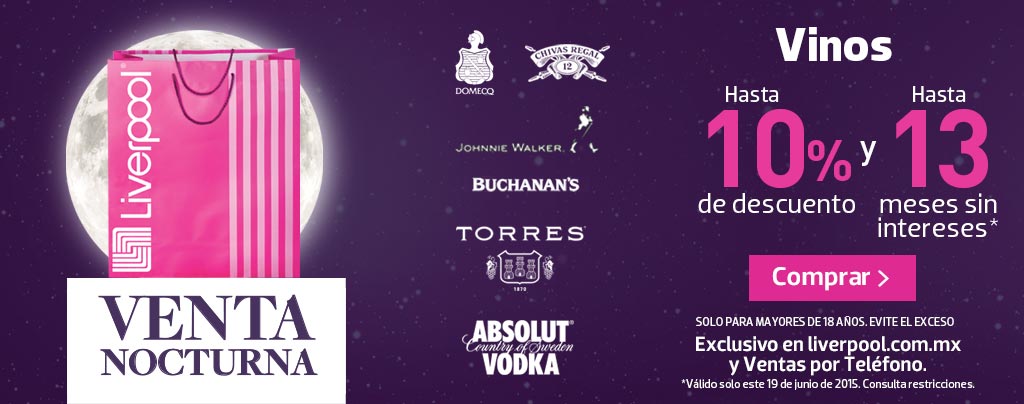 Liverpool
VENTA
NOCTURNA
DOMECQ
CHIVAS REGAL
12
JOHNNIE WALKER.
BUCHANAN'S
TORRES
1870
ABSOLUT
Country of Sweden
VODKA
Vinos
Hasta
10%
de descuento
y
Hasta
13
meses sin
intereses*
Comprar >
SOLO PARA MAYORES DE 18 AÑOS. EVITE EL EXCESO
Exclusivo en liverpool.com.mx
y Ventas por Teléfono.
*Válido solo este 19 de junio de 2015. Consulta restricciones.